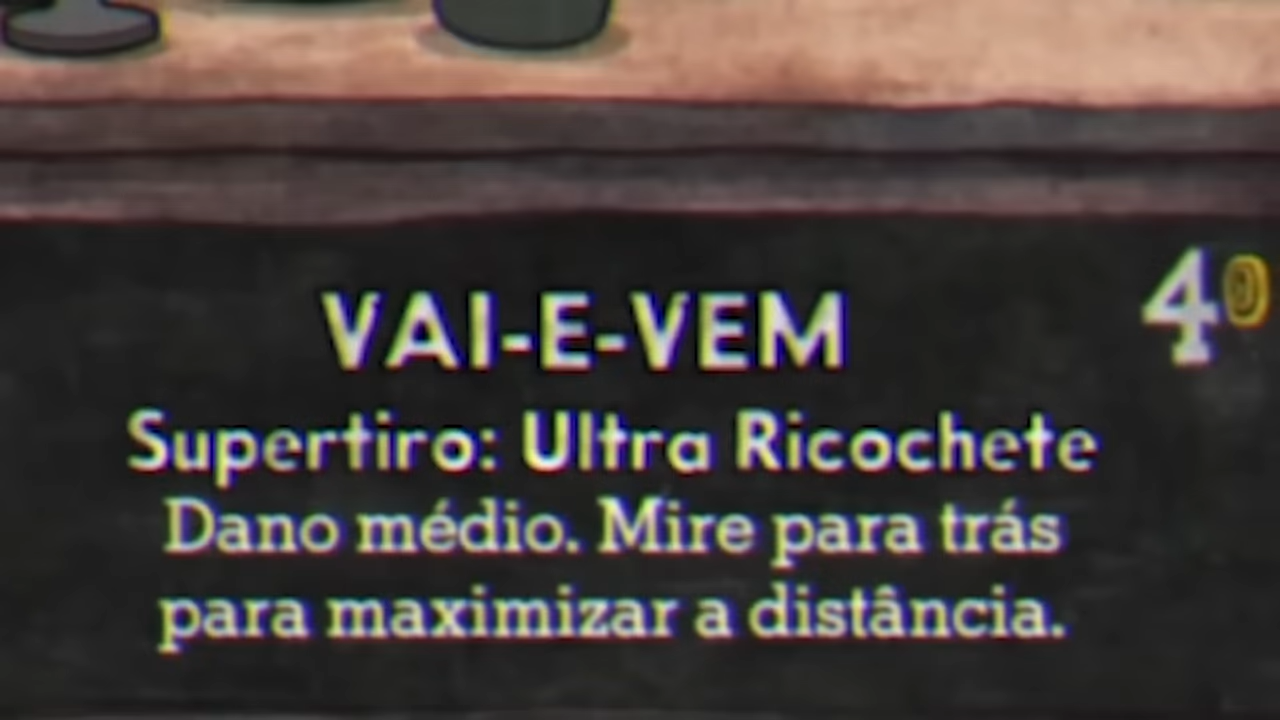 VAI-E-VEM
4
Supertiro: Ultra Ricochete
Dano médio. Mire para trás
para maximizar a distância.